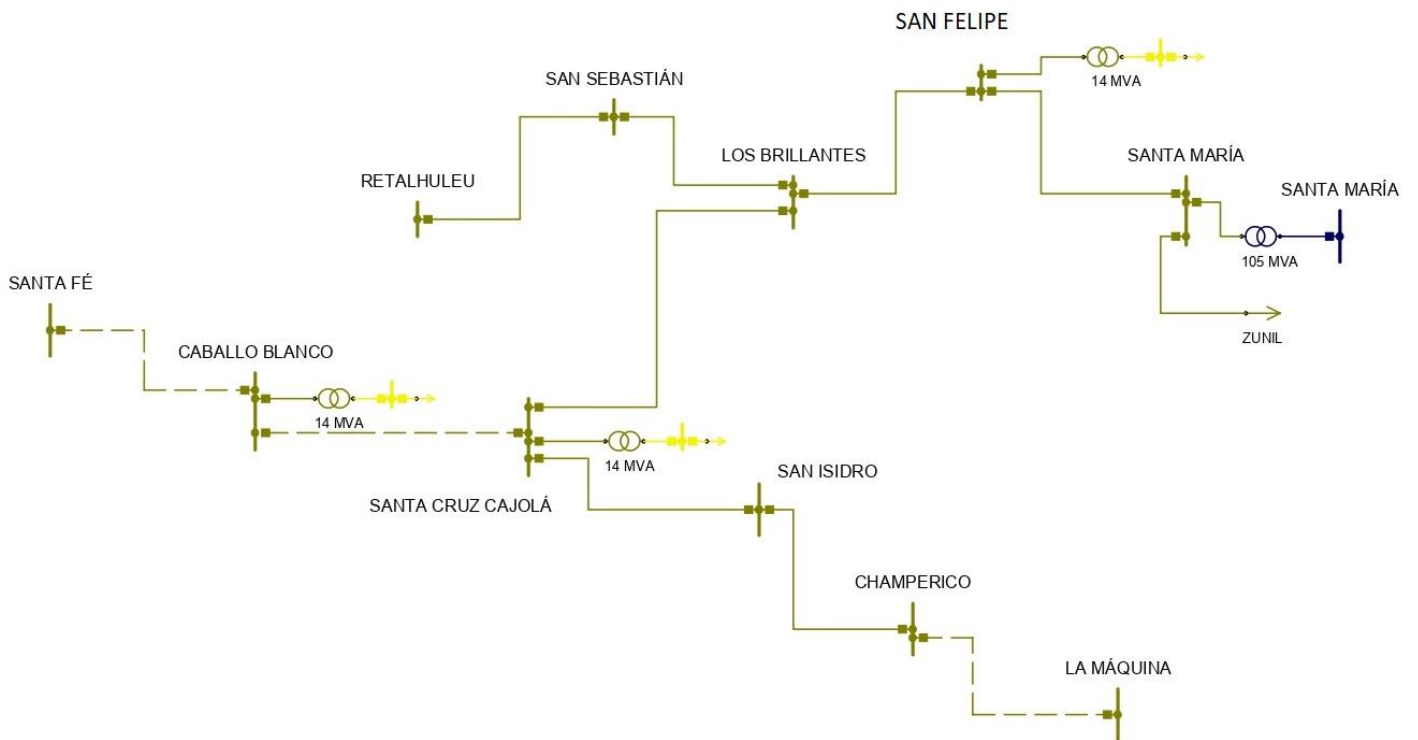 SAN FELIPE
SAN SEBASTIÁN
14 MVA
LOS BRILLANTES
SANTA MARÍA
RETALHULEU
SANTA MARÍA
105 MVA
SANTA FÉ
ZUNIL
CABALLO BLANCO
14 MVA
14 MVA
SAN ISIDRO
SANTA CRUZ CAJOLÁ
CHAMPERICO
LA MÁQUINA